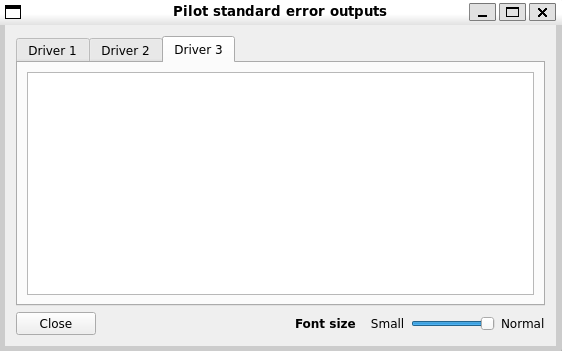 Pilot standard error outputs
Driver 1 Driver 2 Driver 3
Close Font size Small Normal